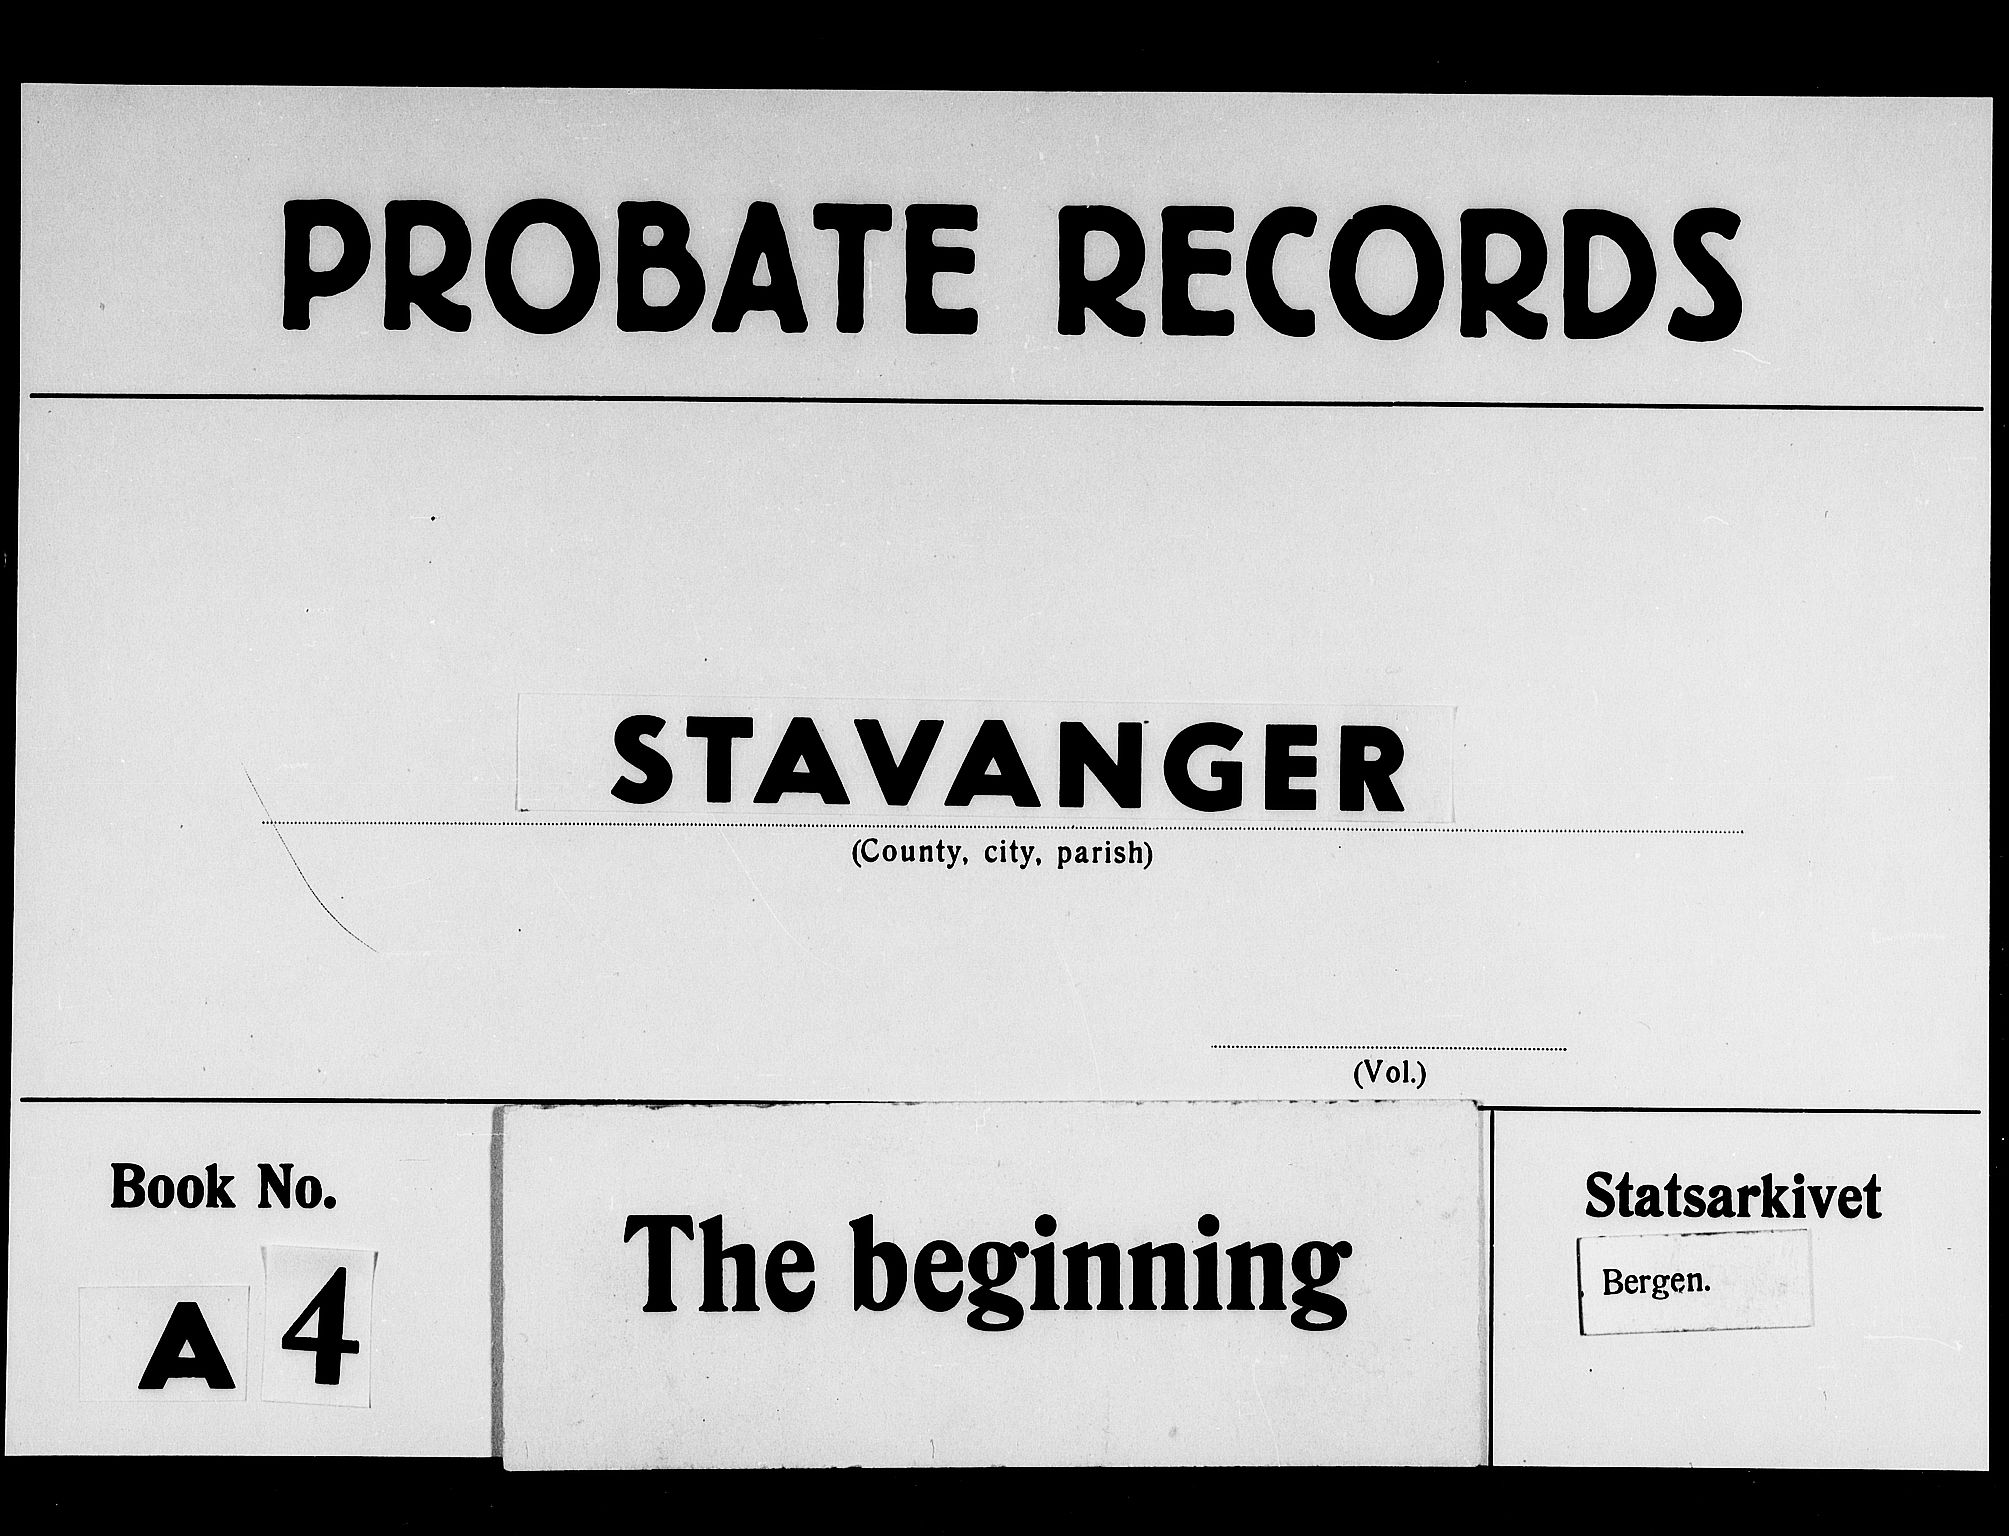 PROBATE RECORDS
STAVANGER
(County, city, parish)
(Vol.)
Book No.
A 4
The beginning
Statsarkivet
Bergen.